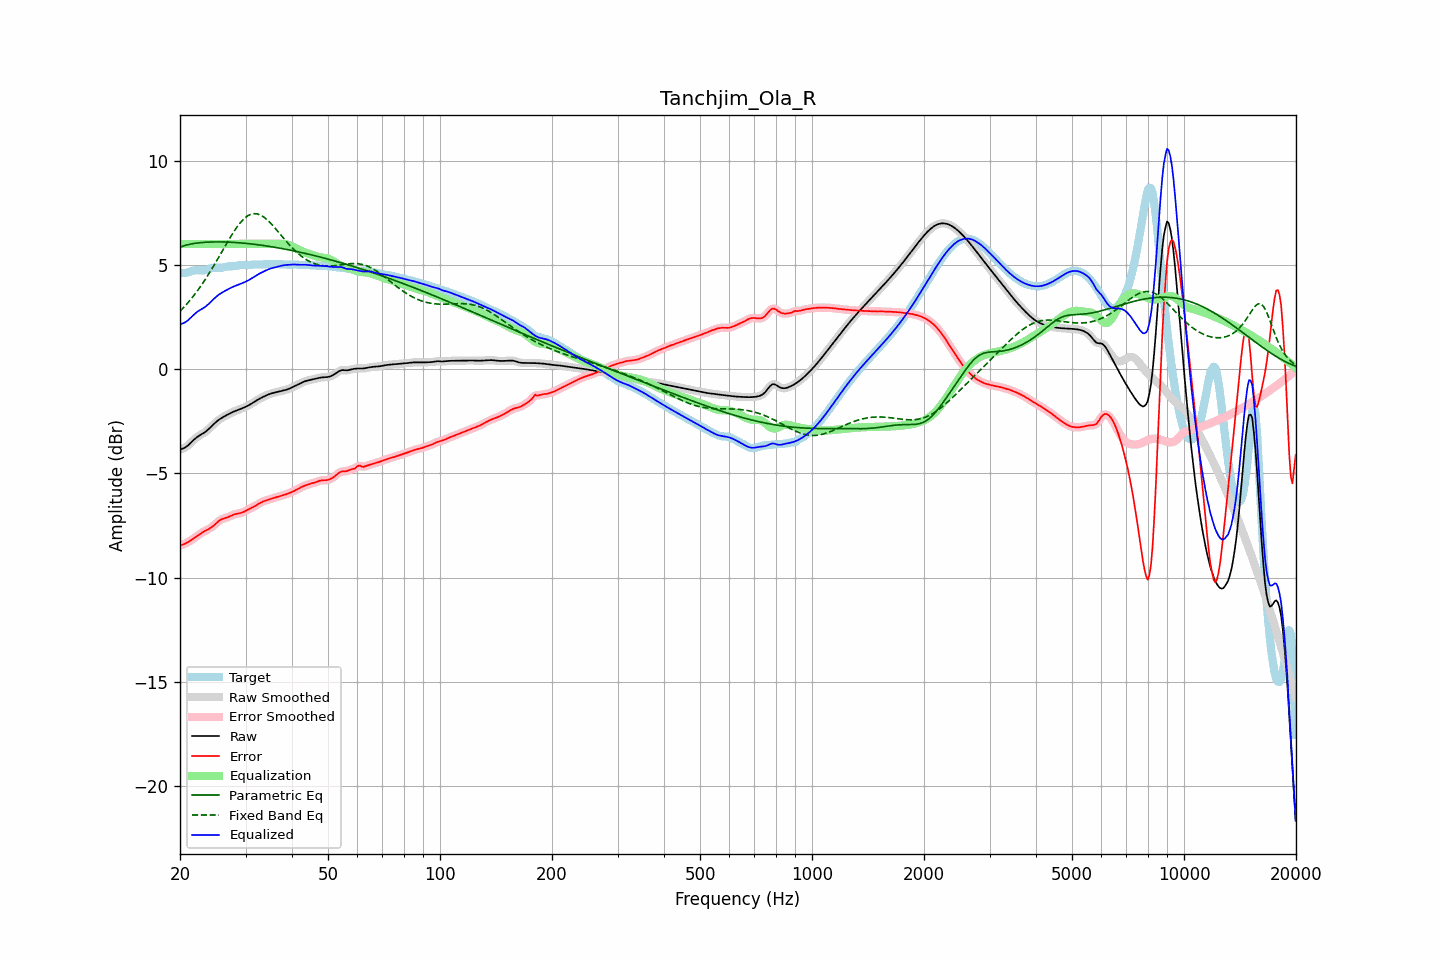 Tanchjim_Ola_R
10
5
0
−5
−10
−15
−20
Amplitude (dBr)
Target
Raw Smoothed
Error Smoothed
Raw
Error
Equalization
Parametric Eq
Fixed Band Eq
Equalized
20 50 100 200 500 1000 2000 5000 10000 20000
Frequency (Hz)